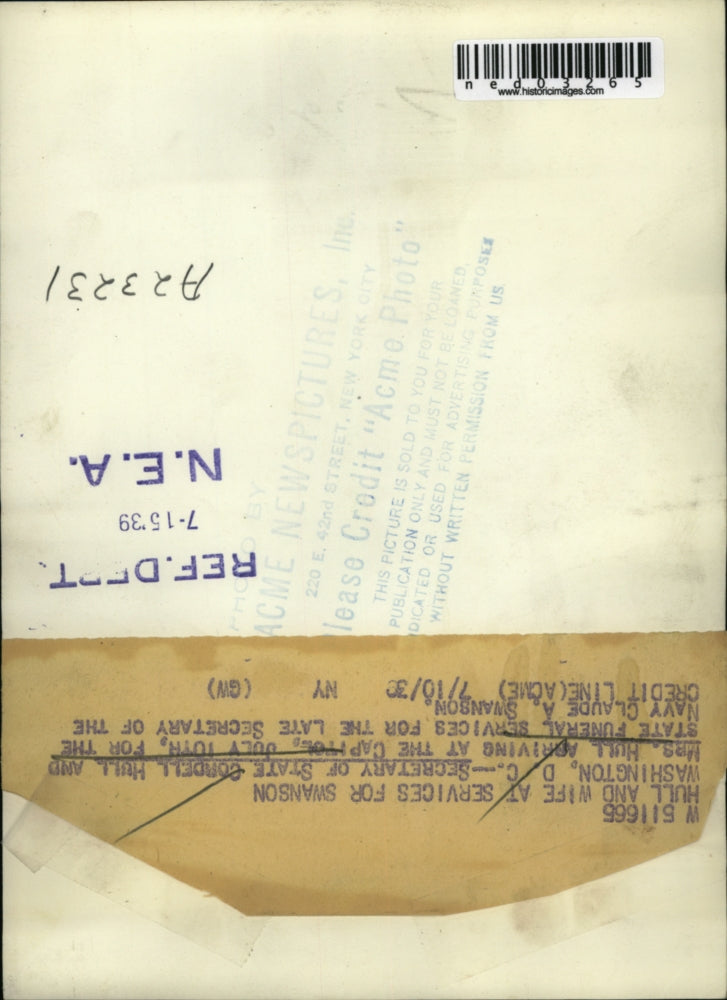 ned03265
www.historicimages.com
A23231
PHOTO BY
ACME NEWSPICTURES, Inc.
220 E. 42nd STREET, NEW YORK CITY
lease Credit "Acme Photo"
THIS PICTURE IS SOLD TO YOU FOR YOUR
PUBLICATION ONLY AND MUST NOT BE LOANED,
DICATED OR USED FOR ADVERTISING PURPOSES
WITHOUT WRITTEN PERMISSION FROM US.
N.E.A.
7-15'39
REF.DEPT.
W 511665
HULL AND WIFE AT SERVICES FOR SWANSON
WASHINGTON, D. C.—SECRETARY OF STATE CORDELL HULL AND
MRS. HULL ARRIVING AT THE CAPITOL, JULY 10TH, FOR THE
STATE FUNERAL SERVICES FOR THE LATE SECRETARY OF THE
NAVY CLAUDE A. SWANSON.
CREDIT LINE(ACME) 7/10/39 NY (GW)